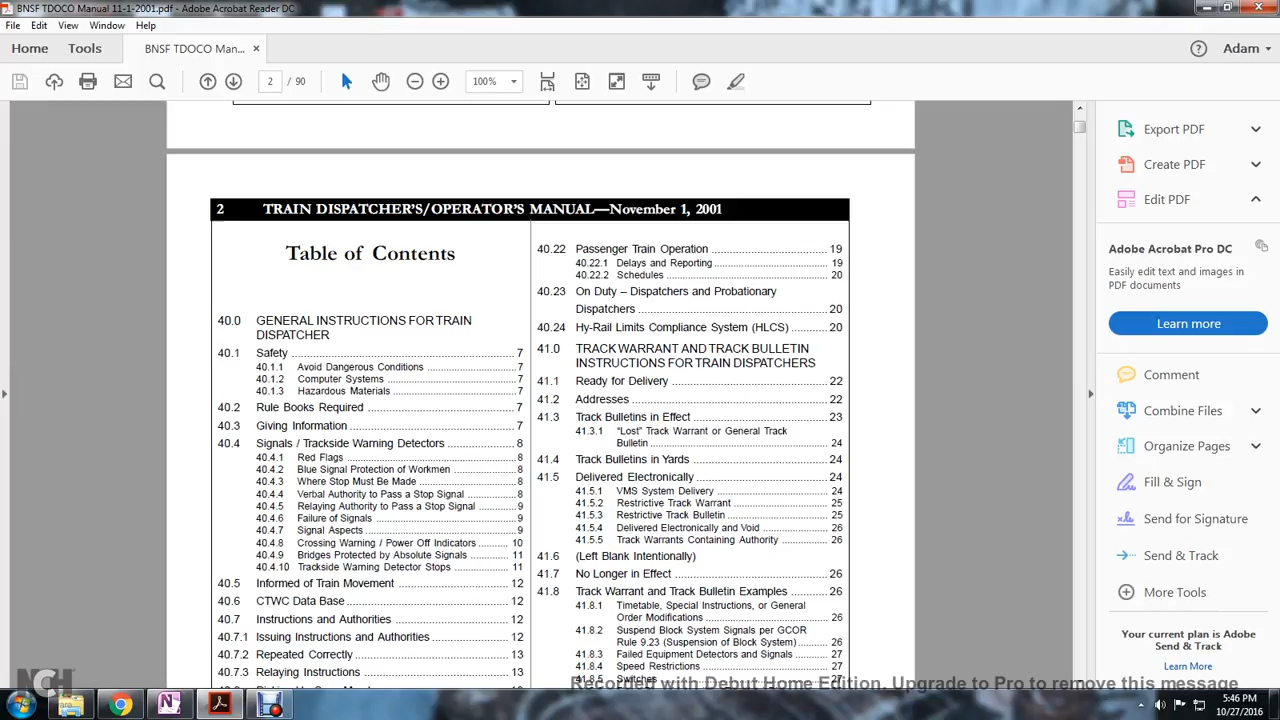 BNSF TDOCO Manual 11-1-2001.pdf - Adobe Acrobat Reader DC
File Edit View Window Help
Home Tools BNSF TDOCO Man... × Adam
2 / 90 100%
2 TRAIN DISPATCHER'S/OPERATOR'S MANUAL—November 1, 2001
Table of Contents
40.0 GENERAL INSTRUCTIONS FOR TRAIN
DISPATCHER
40.1 Safety 7
40.1.1 Avoid Dangerous Conditions 7
40.1.2 Computer Systems 7
40.1.3 Hazardous Materials 7
40.2 Rule Books Required 7
40.3 Giving Information 7
40.4 Signals / Trackside Warning Detectors 8
40.4.1 Red Flags 8
40.4.2 Blue Signal Protection of Workmen 8
40.4.3 Where Stop Must Be Made 8
40.4.4 Verbal Authority to Pass a Stop Signal 8
40.4.5 Relaying Authority to Pass a Stop Signal 9
40.4.6 Failure of Signals 9
40.4.7 Signal Aspects 9
40.4.8 Crossing Warning / Power Off Indicators 10
40.4.9 Bridges Protected by Absolute Signals 11
40.4.10 Trackside Warning Detector Stops 11
40.5 Informed of Train Movement 12
40.6 CTWC Data Base 12
40.7 Instructions and Authorities 12
40.7.1 Issuing Instructions and Authorities 12
40.7.2 Repeated Correctly 13
40.7.3 Relaying Instructions 13
40.22 Passenger Train Operation 19
40.22.1 Delays and Reporting 19
40.22.2 Schedules 20
40.23 On Duty – Dispatchers and Probationary
Dispatchers 20
40.24 Hy-Rail Limits Compliance System (HLCS) 20
41.0 TRACK WARRANT AND TRACK BULLETIN
INSTRUCTIONS FOR TRAIN DISPATCHERS
41.1 Ready for Delivery 22
41.2 Addresses 22
41.3 Track Bulletins in Effect 23
41.3.1 "Lost" Track Warrant or General Track
Bulletin 24
41.4 Track Bulletins in Yards 24
41.5 Delivered Electronically 24
41.5.1 VMS System Delivery 24
41.5.2 Restrictive Track Warrant 25
41.5.3 Restrictive Track Bulletin 25
41.5.4 Delivered Electronically and Void 26
41.5.5 Track Warrants Containing Authority 26
41.6 (Left Blank Intentionally)
41.7 No Longer in Effect 26
41.8 Track Warrant and Track Bulletin Examples 26
41.8.1 Timetable, Special Instructions, or General
Order Modifications 26
41.8.2 Suspend Block System Signals per GCOR
Rule 9.23 (Suspension of Block System) 26
41.8.3 Failed Equipment Detectors and Signals 27
41.8.4 Speed Restrictions 27
41.8.5 Switches 27
Export PDF
Create PDF
Edit PDF
Adobe Acrobat Pro DC
Easily edit text and images in
PDF documents
Learn more
Comment
Combine Files
Organize Pages
Fill & Sign
Send for Signature
Send & Track
More Tools
Your current plan is Adobe
Send & Track
Learn More
NCH
Recorded with Debut Home Edition. Upgrade to Pro to remove this message
5:46 PM
10/27/2016